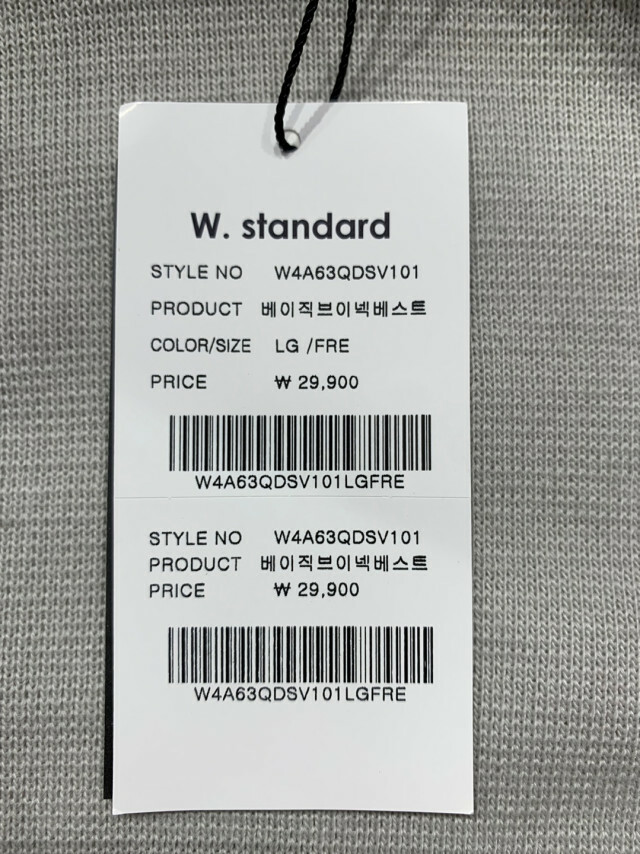 W. standard
STYLE NO W4A63QDSV101
PRODUCT 베이직브이넥베스트
COLOR/SIZE LG /FRE
PRICE ₩ 29,900
W4A63QDSV101LGFRE
STYLE NO W4A63QDSV101
PRODUCT 베이직브이넥베스트
PRICE ₩ 29,900
W4A63QDSV101LGFRE